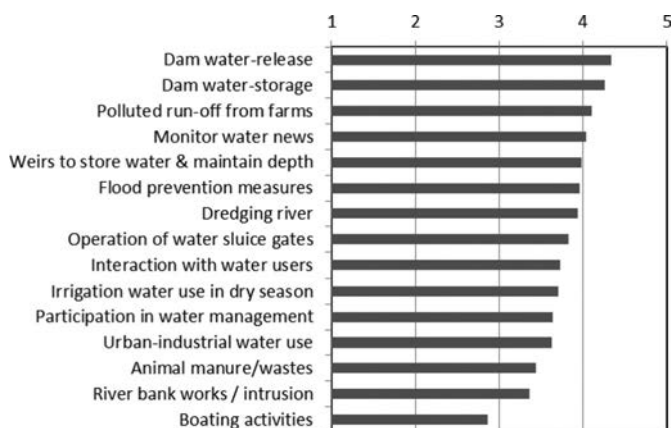 1 2 3 4 5
Dam water-release
Dam water-storage
Polluted run-off from farms
Monitor water news
Weirs to store water & maintain depth
Flood prevention measures
Dredging river
Operation of water sluice gates
Interaction with water users
Irrigation water use in dry season
Participation in water management
Urban-industrial water use
Animal manure/wastes
River bank works / intrusion
Boating activities